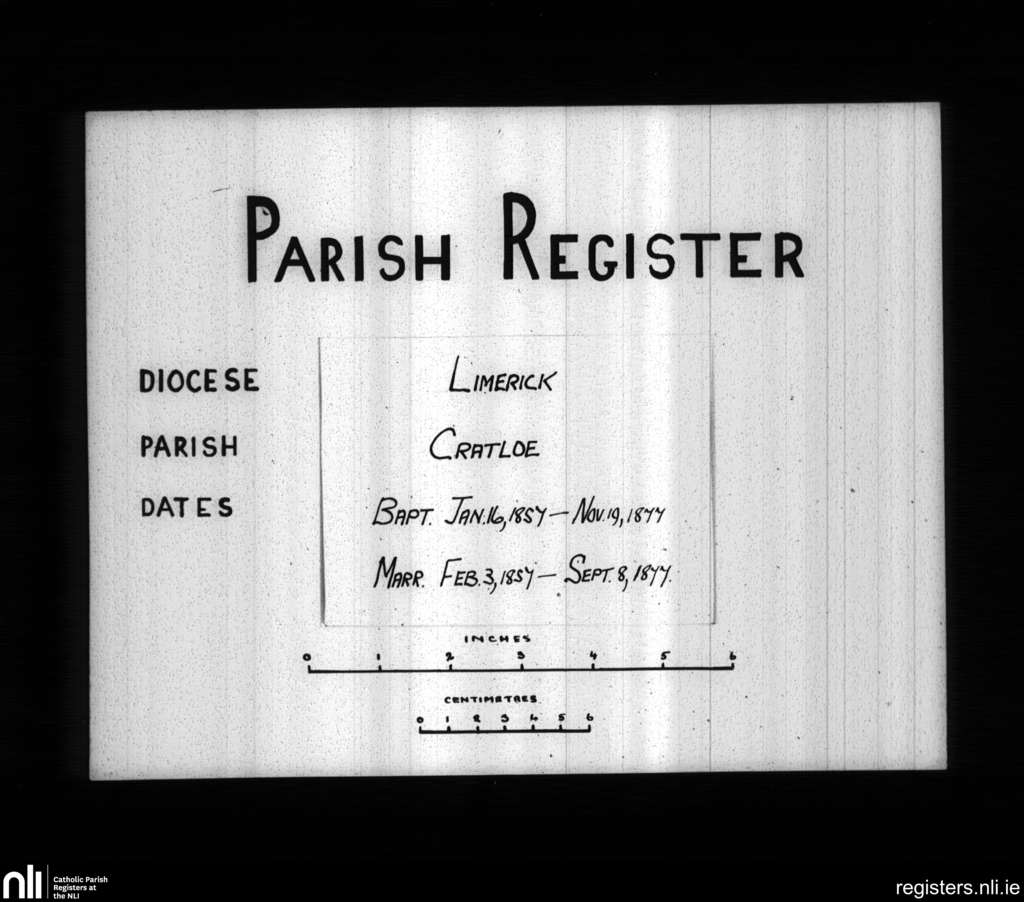 PARISH REGISTER
DIOCESE LIMERICK
PARISH CRATLOE
DATES BAPT. JAN. 16, 1857 – NOV. 19, 1877
MARR. FEB. 3, 1857 – SEPT. 8, 1877.
INCHES
0 1 2 3 4 5 6
CENTIMETRES
0 1 2 3 4 5 6
nli Catholic Parish
Registers at
the NLI
registers.nli.ie